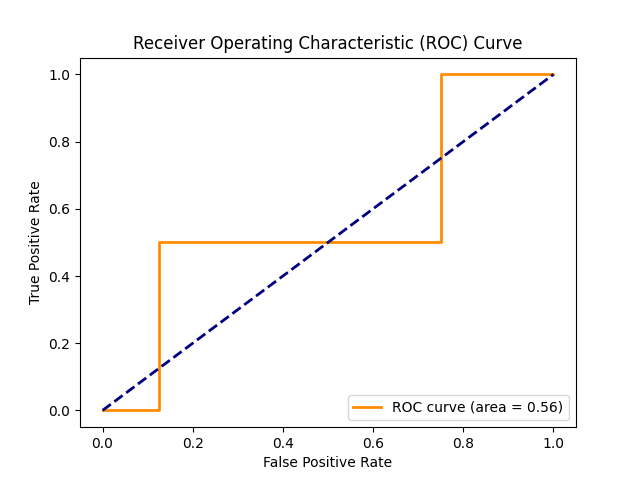 Receiver Operating Characteristic (ROC) Curve
1.0
0.8
0.6
0.4
0.2
0.0
True Positive Rate
ROC curve (area = 0.56)
0.0 0.2 0.4 0.6 0.8 1.0
False Positive Rate